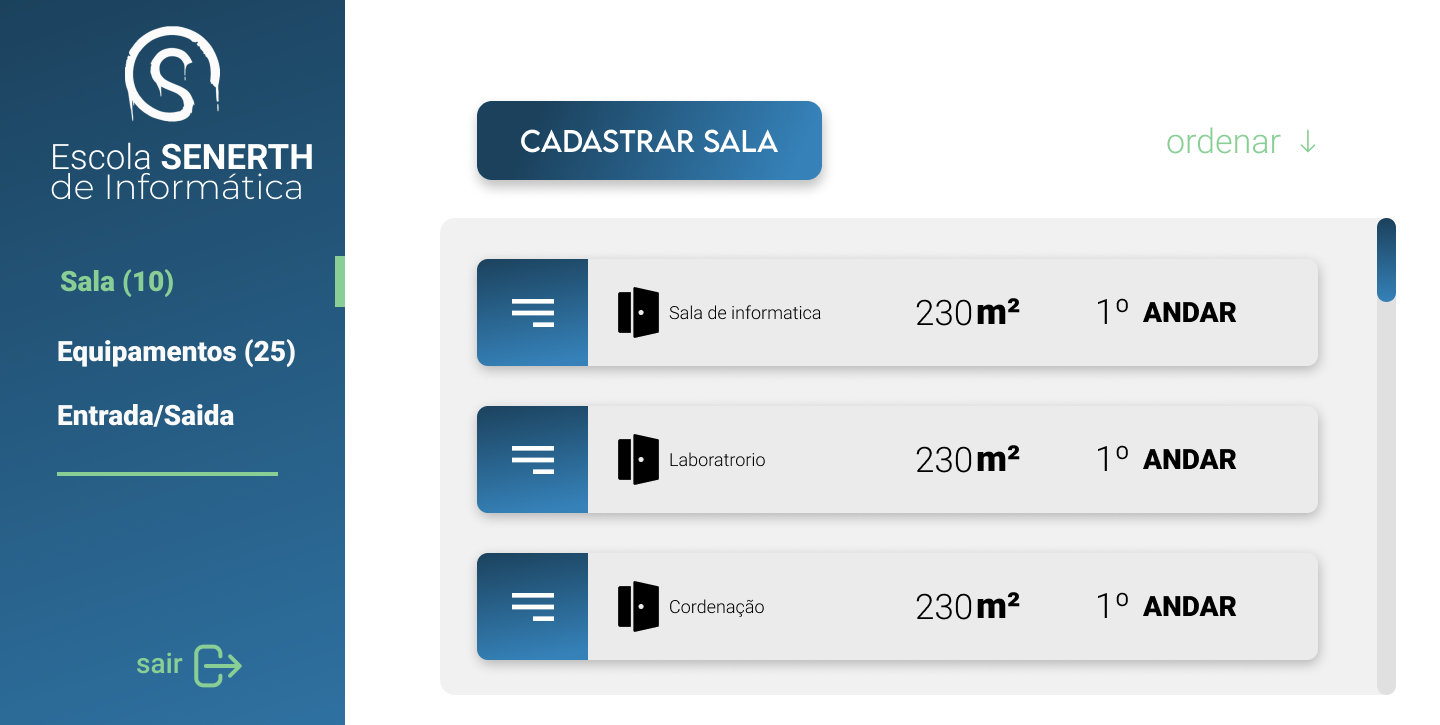 Escola SENERTH
de Informática
Sala (10)
Equipamentos (25)
Entrada/Saida
sair
CADASTRAR SALA
ordenar ↓
Sala de informatica 230m² 1º ANDAR
Laboratrorio 230m² 1º ANDAR
Cordenação 230m² 1º ANDAR